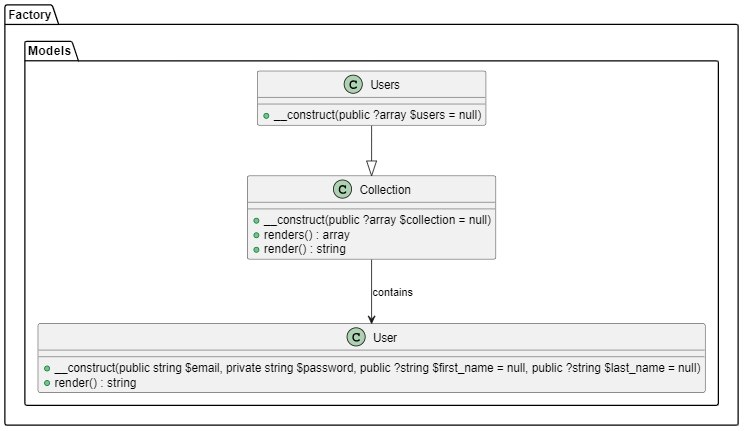 Factory
Models
C Users
__construct(public ?array $users = null)
C Collection
__construct(public ?array $collection = null)
renders() : array
render() : string
contains
C User
__construct(public string $email, private string $password, public ?string $first_name = null, public ?string $last_name = null)
render() : string